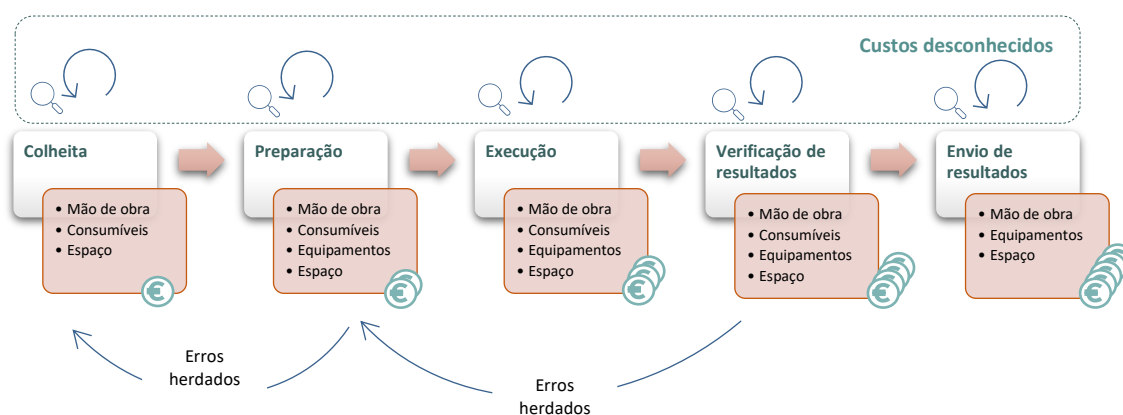 Custos desconhecidos
Colheita
• Mão de obra
• Consumíveis
• Espaço
€
Preparação
• Mão de obra
• Consumíveis
• Equipamentos
• Espaço
€
Execução
• Mão de obra
• Consumíveis
• Equipamentos
• Espaço
€
Verificação de
resultados
• Mão de obra
• Consumíveis
• Equipamentos
• Espaço
€
Envio de
resultados
• Mão de obra
• Equipamentos
• Espaço
€
Erros
herdados
Erros
herdados